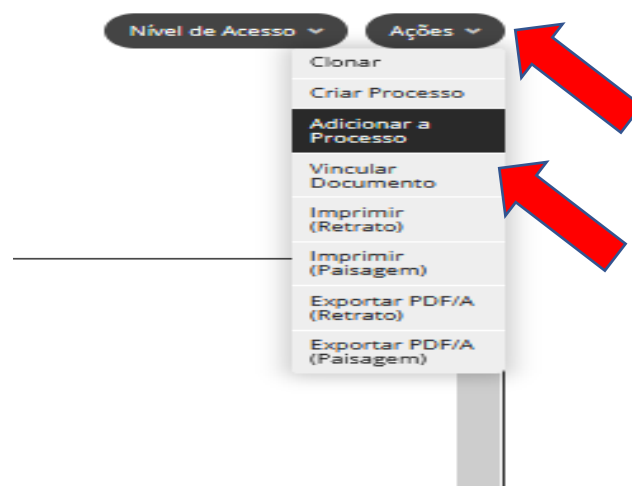 Nível de Acesso
Ações
Clonar
Criar Processo
Adicionar a
Processo
Vincular
Documento
Imprimir
(Retrato)
Imprimir
(Paisagem)
Exportar PDF/A
(Retrato)
Exportar PDF/A
(Paisagem)